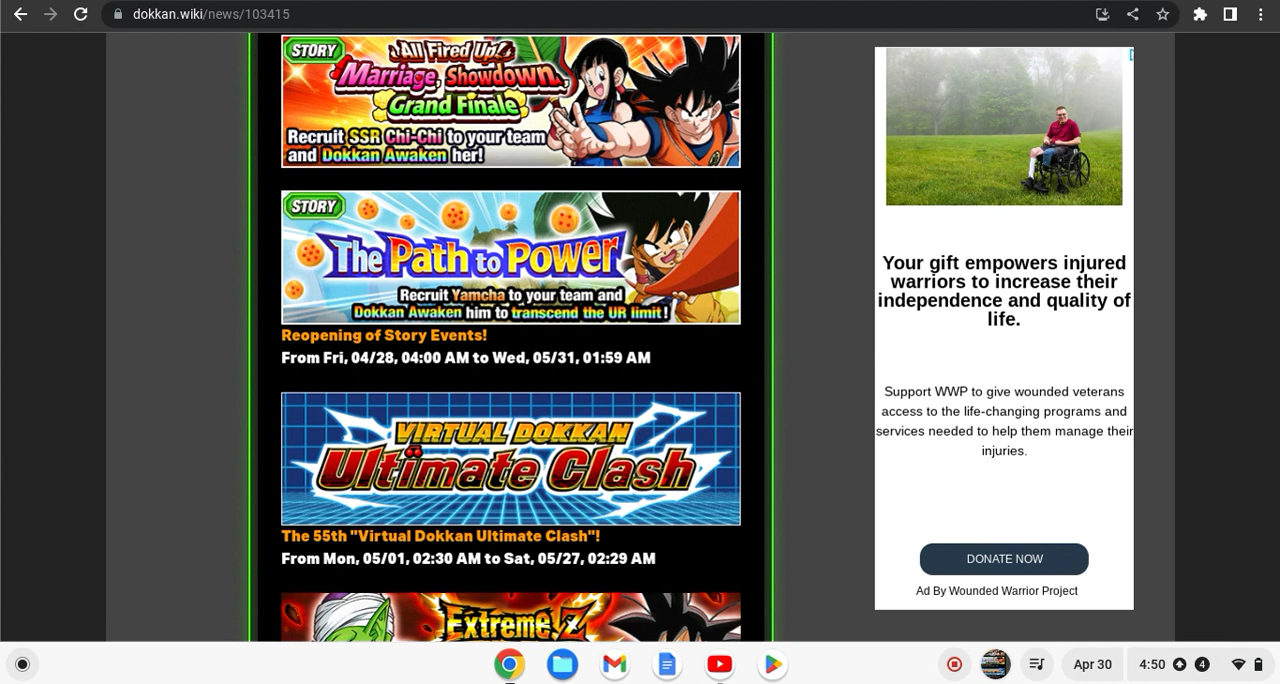 dokkan.wiki/news/103415
STORY
All Fired Up!
Marriage, Showdown,
Grand Finale
Recruit SSR Chi-Chi to your team
and Dokkan Awaken her!
STORY
The Path to Power
Recruit Yamcha to your team and
Dokkan Awaken him to transcend the UR limit!
Reopening of Story Events!
From Fri, 04/28, 04:00 AM to Wed, 05/31, 01:59 AM
VIRTUAL DOKKAN
Ultimate Clash
The 55th "Virtual Dokkan Ultimate Clash"!
From Mon, 05/01, 02:30 AM to Sat, 05/27, 02:29 AM
Extreme Z
Your gift empowers injured
warriors to increase their
independence and quality of
life.
Support WWP to give wounded veterans
access to the life-changing programs and
services needed to help them manage their
injuries.
DONATE NOW
Ad By Wounded Warrior Project
Apr 30
4:50
4